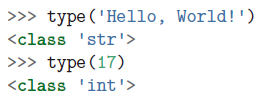 >>> type('Hello, World!')
<class 'str'>
>>> type(17)
<class 'int'>